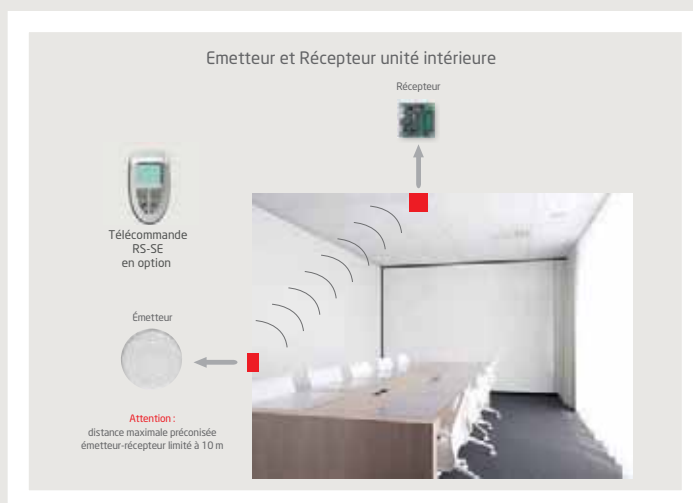 Emetteur et Récepteur unité intérieure
Récepteur
Télécommande
RS-SE
en option
Émetteur
Attention :
distance maximale préconisée
émetteur-récepteur limité à 10 m